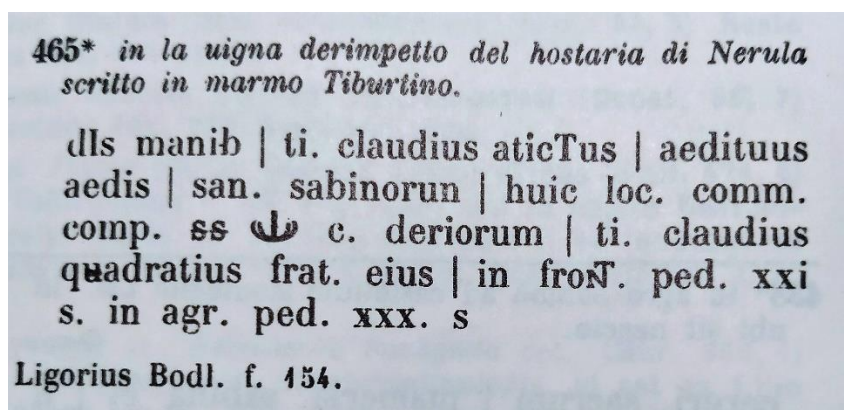 465* in la uigna derimpetto del hostaria di Nerula
scritto in marmo Tiburtino.
dIs manib | ti. claudius aticTus | aedituus
aedis | san. sabinorun | huic loc. comm.
comp. ss c. deriorum | ti. claudius
quadratius frat. eius | in froNT. ped. xxi
s. in agr. ped. xxx. s
Ligorius Bodl. f. 154.